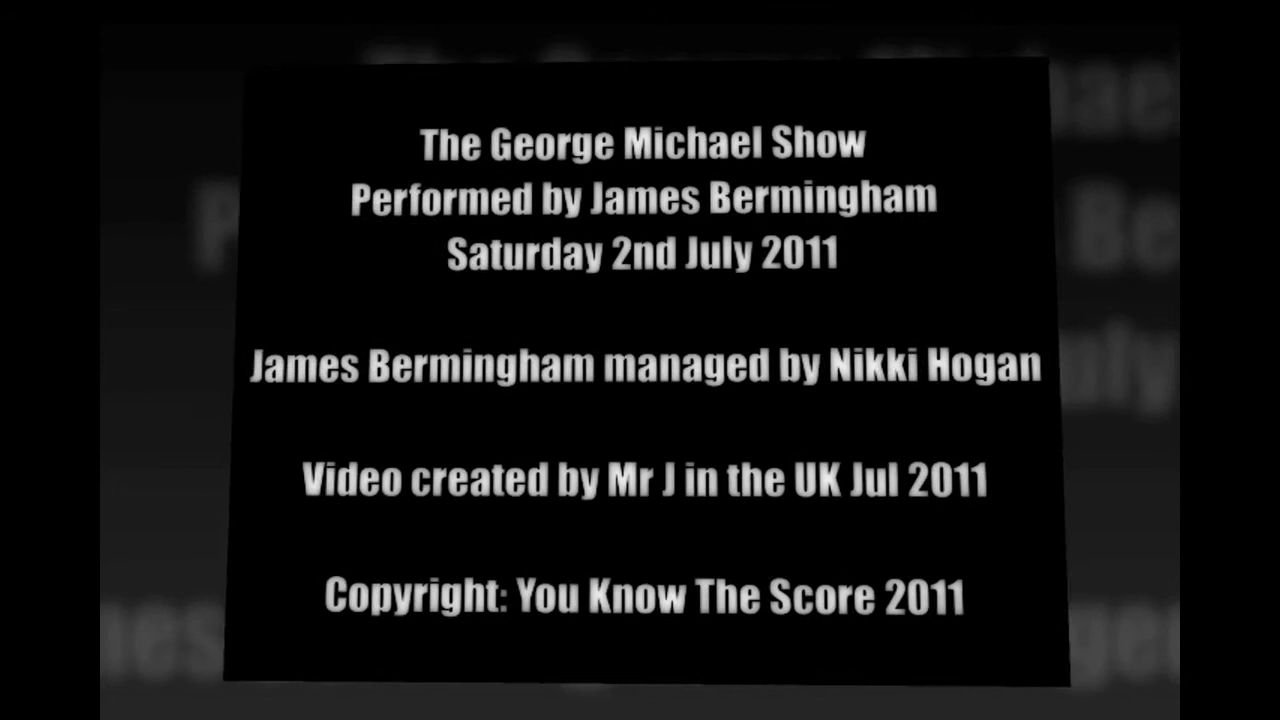 The George Michael Show
Performed by James Bermingham
Saturday 2nd July 2011
James Bermingham managed by Nikki Hogan
Video created by Mr J in the UK Jul 2011
Copyright: You Know The Score 2011